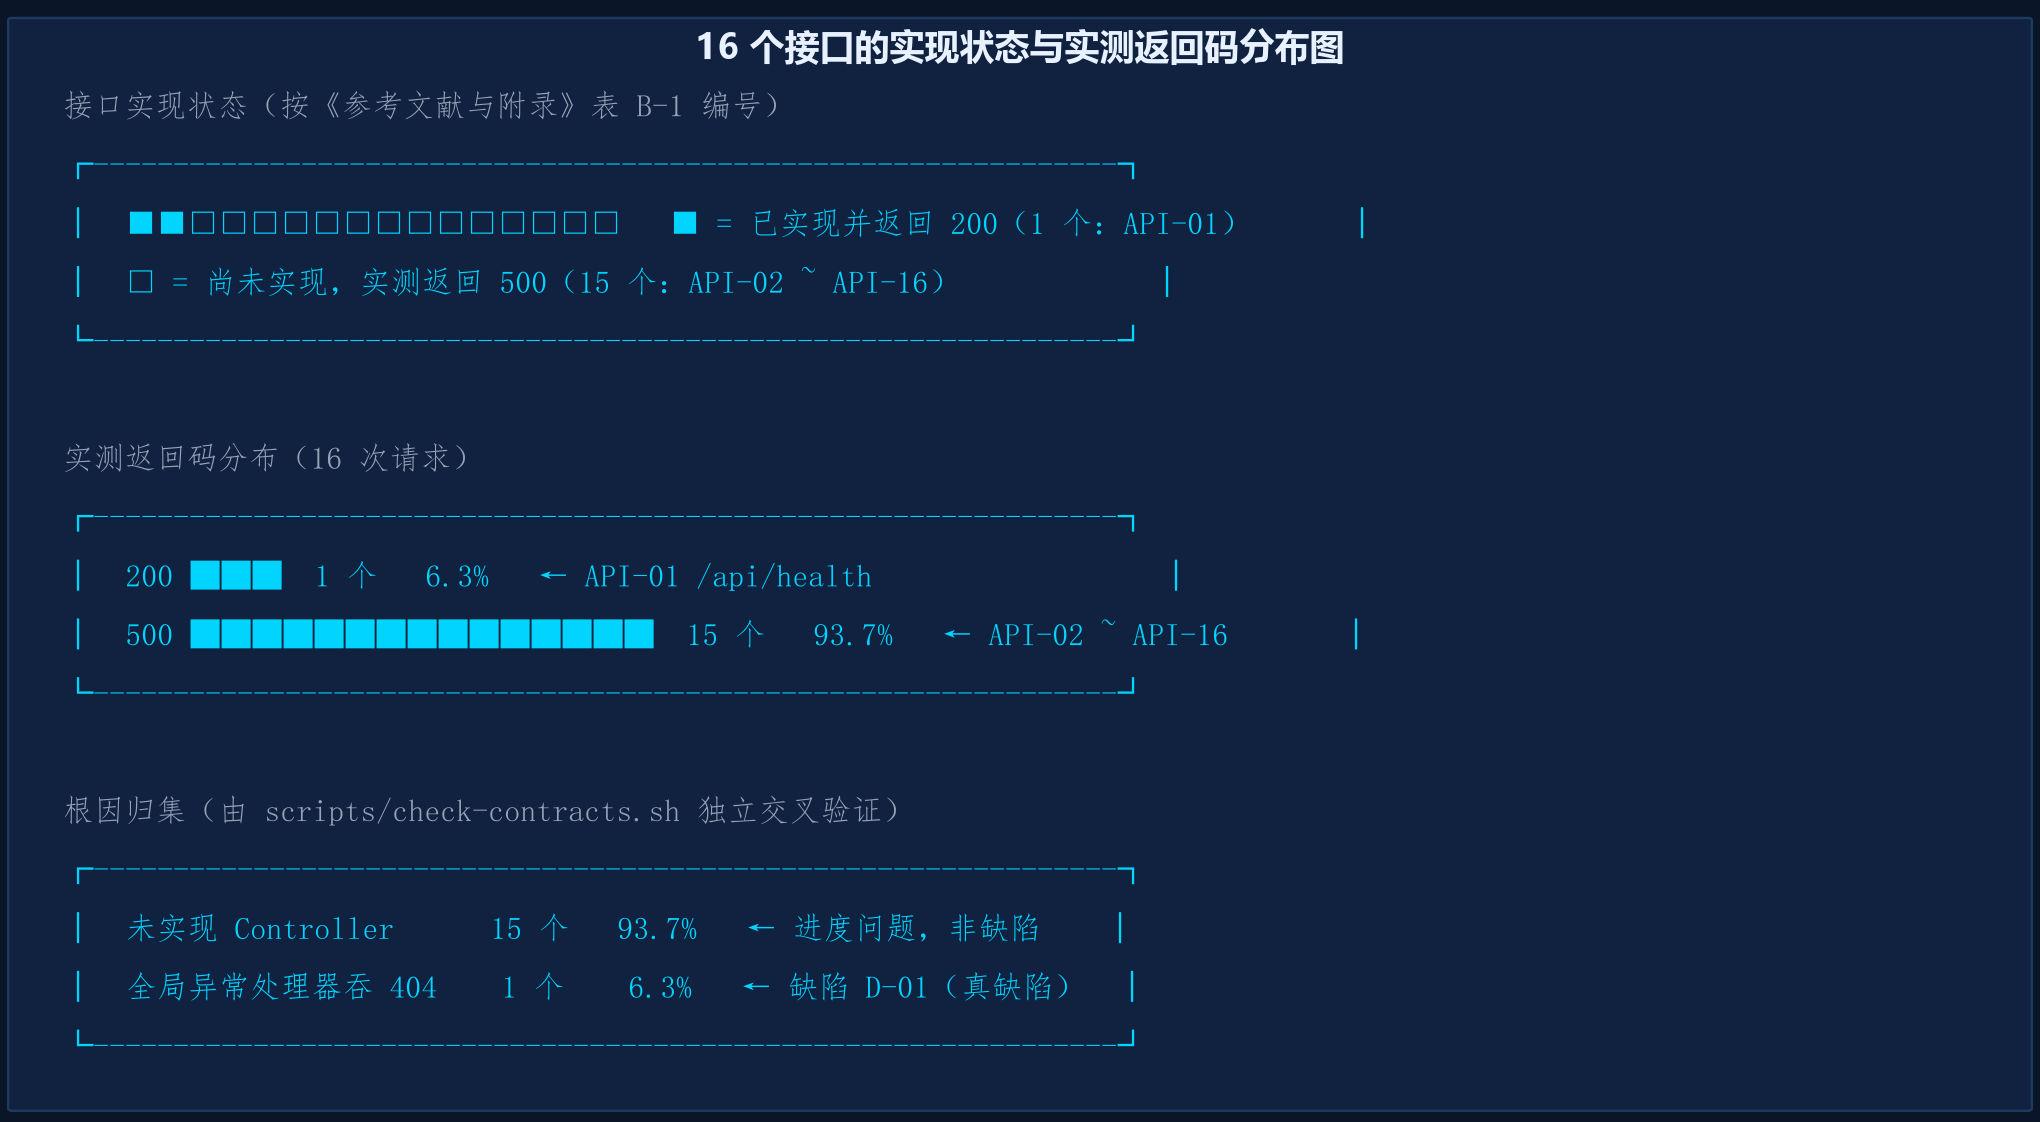 16 个接口的实现状态与实测返回码分布图
接口实现状态（按《参考文献与附录》表 B-1 编号）
■■□□□□□□□□□□□□□□ ■ = 已实现并返回 200（1 个：API-01）
□ = 尚未实现，实测返回 500（15 个：API-02 ~ API-16）
实测返回码分布（16 次请求）
200 ███ 1 个 6.3% ← API-01 /api/health
500 ███████████████ 15 个 93.7% ← API-02 ~ API-16
根因归集（由 scripts/check-contracts.sh 独立交叉验证）
未实现 Controller 15 个 93.7% ← 进度问题，非缺陷
全局异常处理器吞 404 1 个 6.3% ← 缺陷 D-01（真缺陷）